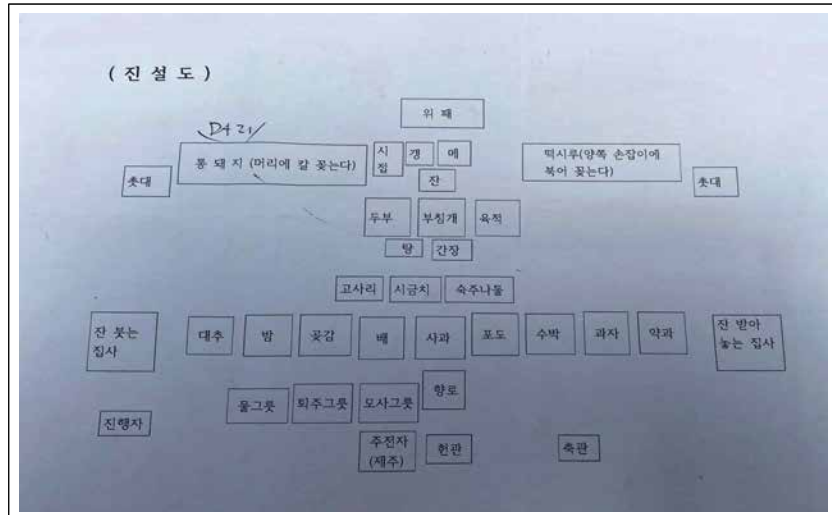 ( 진 설 도 )
위 패
통 돼 지 (머리에 칼 꽂는다)
시접
갱
메
떡시루(양쪽 손잡이에
북어 꽂는다)
촛대
잔
촛대
두부
부침개
육적
탕
간장
고사리
시금치
숙주나물
잔 붓는
집사
대추
밤
곶감
배
사과
포도
수박
과자
약과
잔 받아
놓는 집사
물그릇
퇴주그릇
모사그릇
향로
진행자
주전자
(제주)
헌관
축관